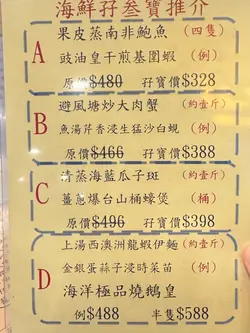 海鮮孖叁寶推介
A
果皮蒸南非鮑魚 (四隻)
豉油皇干煎基圍蝦 (例)
原價$480 孖寶價$328
B
避風塘炒大肉蟹 (約壹斤)
魚湯芹香浸生猛沙白蜆 (例)
原價$466 孖寶價$388
C
清蒸海藍瓜子斑 (約壹斤)
薑蔥爆台山桶蠔煲 (桶)
原價$496 孖寶價$398
D
上湯西澳洲龍蝦伊麵 (約壹斤)
金銀蛋蒜子浸時菜苗 (例)
海洋極品燒鵝皇
例$488 半隻$588